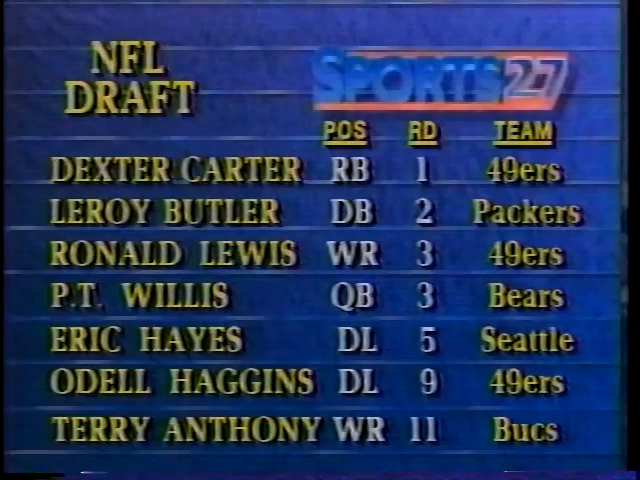 NFL
DRAFT
SPORTS 27
POS RD TEAM
DEXTER CARTER RB 1 49ers
LEROY BUTLER DB 2 Packers
RONALD LEWIS WR 3 49ers
P.T. WILLIS QB 3 Bears
ERIC HAYES DL 5 Seattle
ODELL HAGGINS DL 9 49ers
TERRY ANTHONY WR 11 Bucs